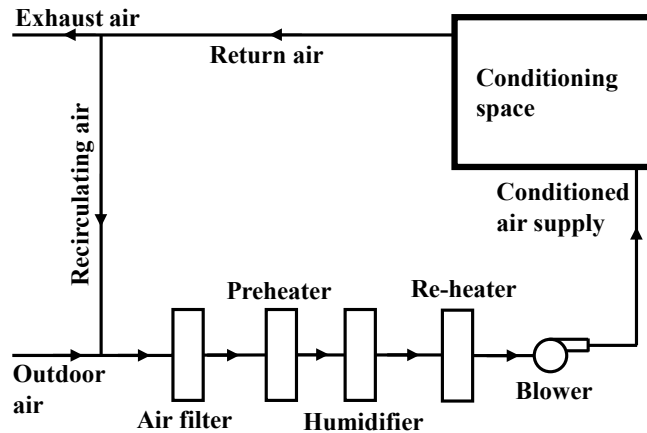 Exhaust air
Return air
Conditioning
space
Recirculating air
Conditioned
air supply
Preheater
Re-heater
Outdoor
air
Air filter
Humidifier
Blower